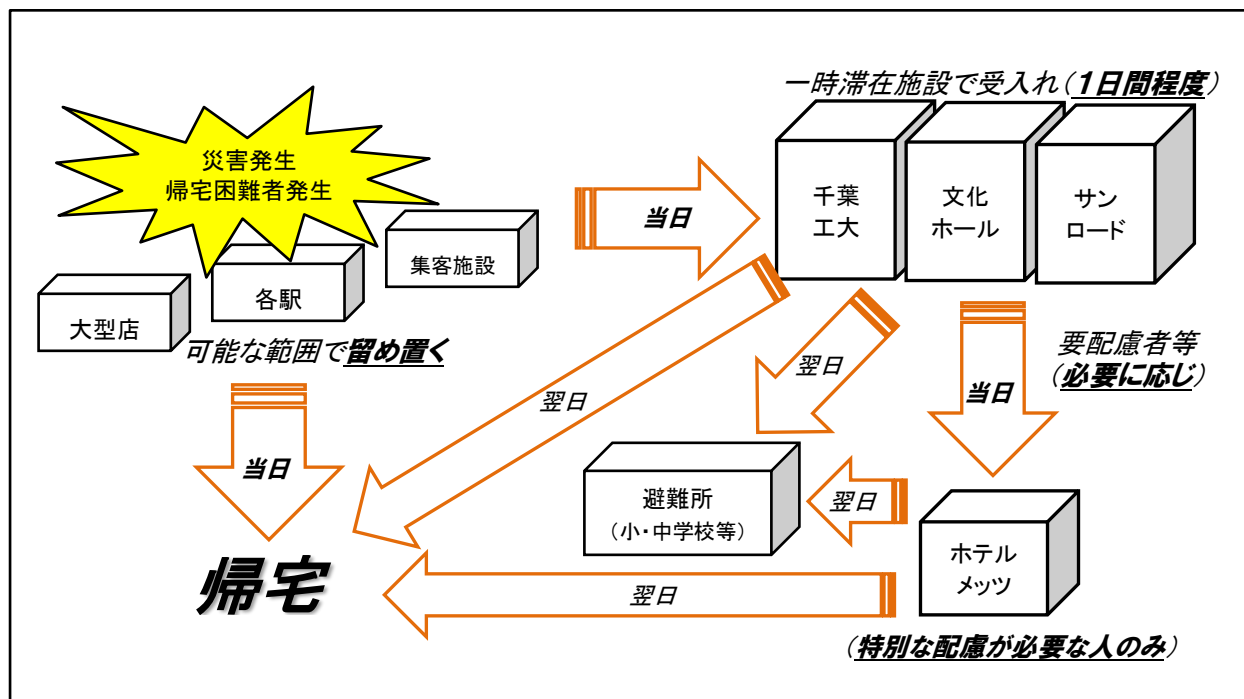 一時滞在施設で受入れ（１日間程度）
災害発生
帰宅困難者発生
千葉
工大
文化
ホール
サン
ロード
当日
集客施設
各駅
大型店
可能な範囲で留め置く
要配慮者等
（必要に応じ）
翌日
翌日
当日
当日
避難所
（小・中学校等）
翌日
ホテル
メッツ
帰宅
翌日
（特別な配慮が必要な人のみ）